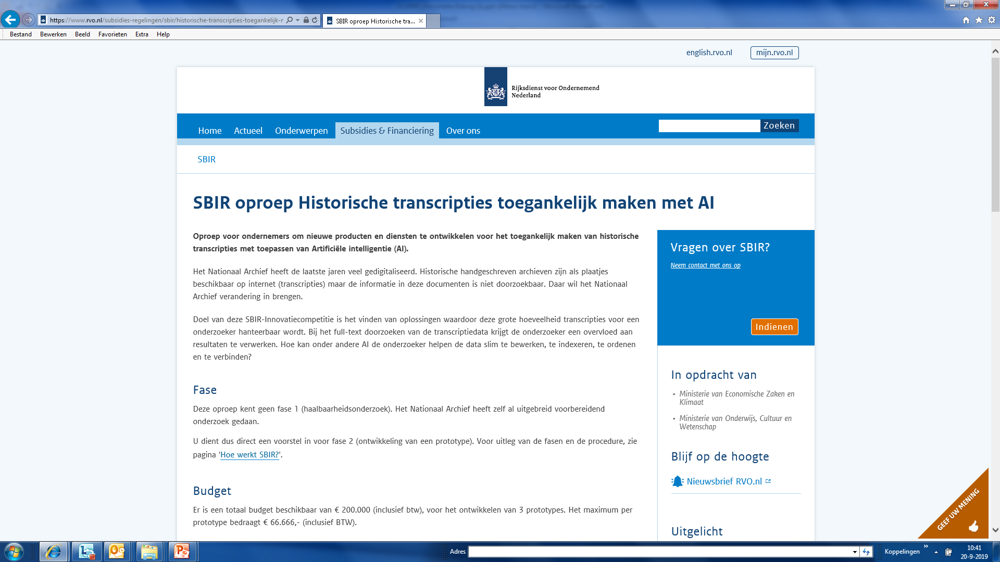 https://www.rvo.nl/subsidies-regelingen/sbir/historische-transcripties-toegankelijk-r
SBIR oproep Historische tra...
Bestand Bewerken Beeld Favorieten Extra Help
english.rvo.nl mijn.rvo.nl
Rijksdienst voor Ondernemend
Nederland
Home Actueel Onderwerpen Subsidies & Financiering Over ons Zoeken
SBIR
SBIR oproep Historische transcripties toegankelijk maken met AI
Oproep voor ondernemers om nieuwe producten en diensten te ontwikkelen voor het toegankelijk maken van historische
transcripties met toepassen van Artificiële intelligentie (AI).
Het Nationaal Archief heeft de laatste jaren veel gedigitaliseerd. Historische handgeschreven archieven zijn als plaatjes
beschikbaar op internet (transcripties) maar de informatie in deze documenten is niet doorzoekbaar. Daar wil het Nationaal
Archief verandering in brengen.
Doel van deze SBIR-Innovatiecompetitie is het vinden van oplossingen waardoor deze grote hoeveelheid transcripties voor een
onderzoeker hanteerbaar wordt. Bij het full-text doorzoeken van de transcriptiedata krijgt de onderzoeker een overvloed aan
resultaten te verwerken. Hoe kan onder andere AI de onderzoeker helpen de data slim te bewerken, te indexeren, te ordenen
en te verbinden?
Fase
Deze oproep kent geen fase 1 (haalbaarheidsonderzoek). Het Nationaal Archief heeft zelf al uitgebreid voorbereidend
onderzoek gedaan.
U dient dus direct een voorstel in voor fase 2 (ontwikkeling van een prototype). Voor uitleg van de fasen en de procedure, zie
pagina 'Hoe werkt SBIR?'.
Budget
Er is een totaal budget beschikbaar van € 200.000 (inclusief btw), voor het ontwikkelen van 3 prototypes. Het maximum per
prototype bedraagt € 66.666,- (inclusief BTW).
Vragen over SBIR?
Neem contact met ons op
Indienen
In opdracht van
• Ministerie van Economische Zaken en
Klimaat
• Ministerie van Onderwijs, Cultuur en
Wetenschap
Blijf op de hoogte
Nieuwsbrief RVO.nl
Uitgelicht
GEEF UW MENING
Adres
Koppelingen
10:41
20-9-2019